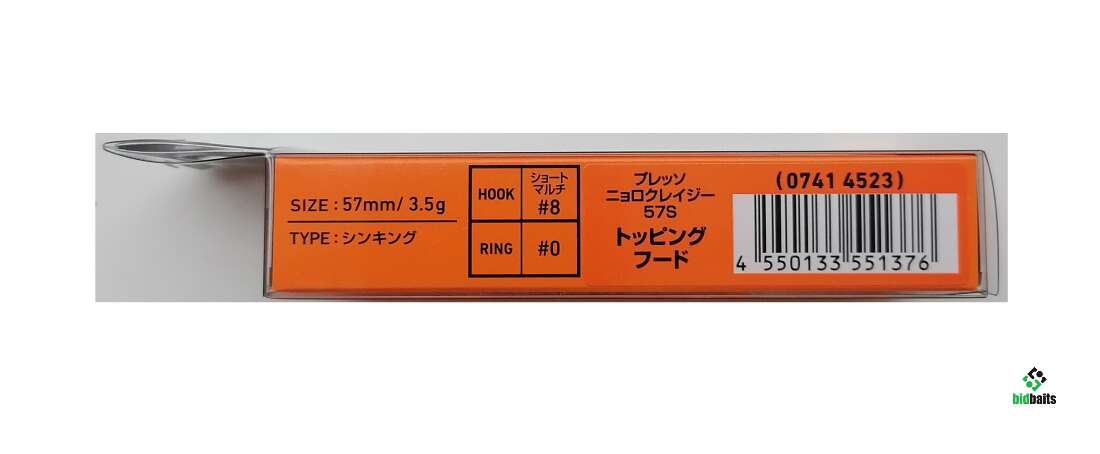 SIZE : 57mm/ 3.5g
TYPE : シンキング
HOOK
ショート
マルチ
#8
RING
#0
プレッソ
ニョロクレイジー
57S
トッピング
フード
(0741 4523)
4 550133 551376
bidbaits